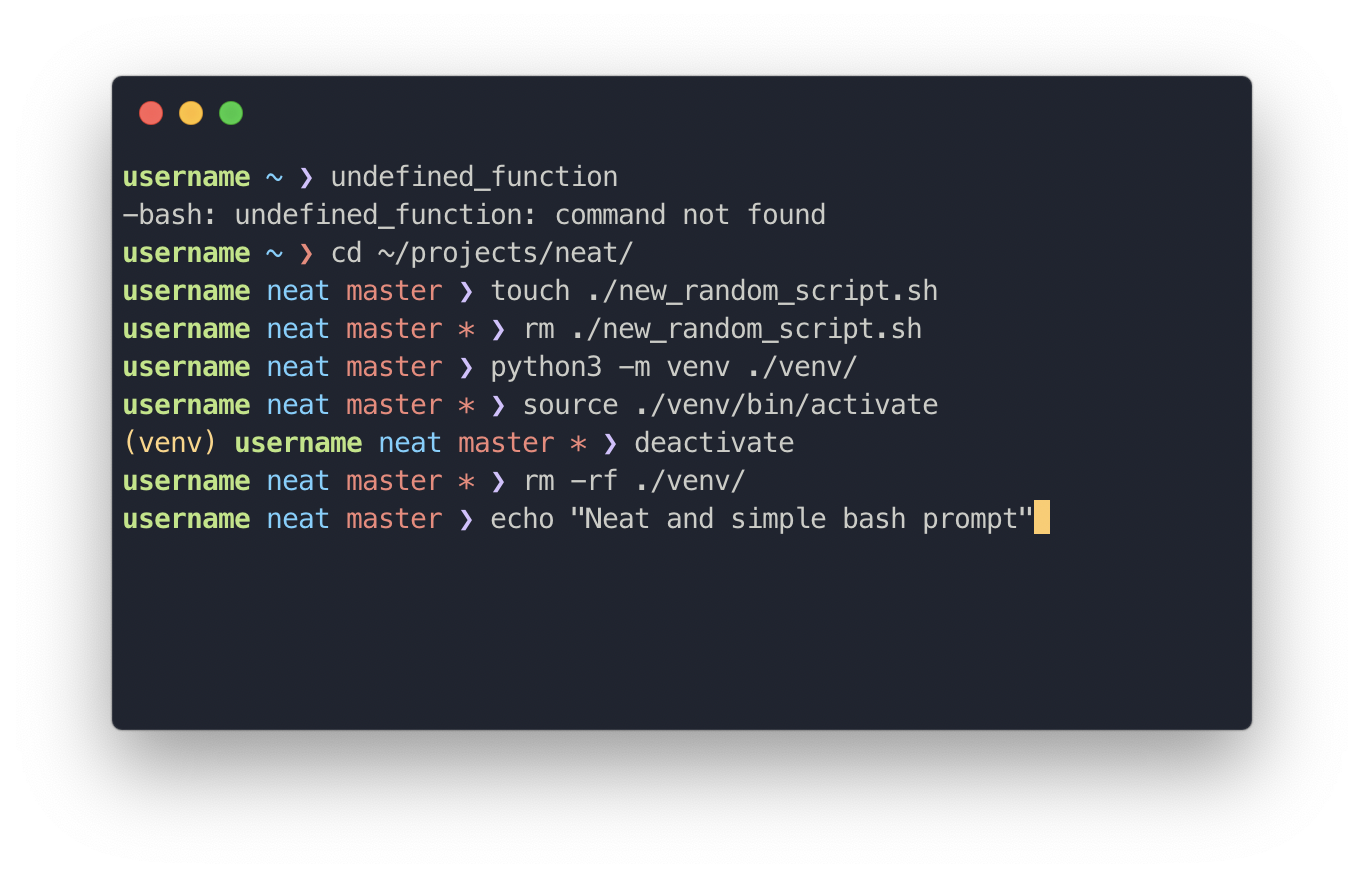 username ~ ❯ undefined_function
-bash: undefined_function: command not found
username ~ ❯ cd ~/projects/neat/
username neat master ❯ touch ./new_random_script.sh
username neat master * ❯ rm ./new_random_script.sh
username neat master ❯ python3 -m venv ./venv/
username neat master * ❯ source ./venv/bin/activate
(venv) username neat master * ❯ deactivate
username neat master * ❯ rm -rf ./venv/
username neat master ❯ echo "Neat and simple bash prompt"